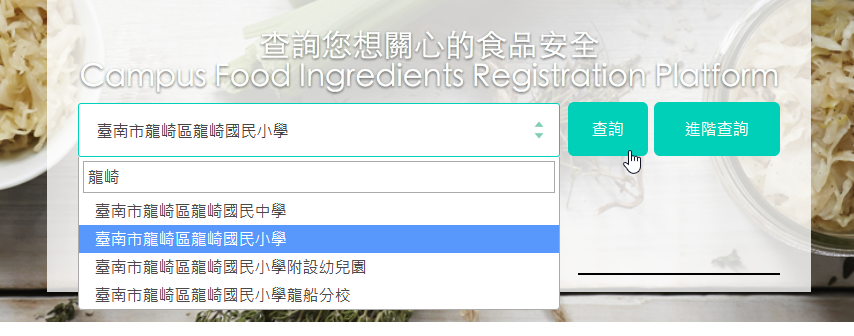 查詢您想關心的食品安全
Campus Food Ingredients Registration Platform
臺南市龍崎區龍崎國民小學
查詢
進階查詢
龍崎
臺南市龍崎區龍崎國民中學
臺南市龍崎區龍崎國民小學
臺南市龍崎區龍崎國民小學附設幼兒園
臺南市龍崎區龍崎國民小學龍船分校